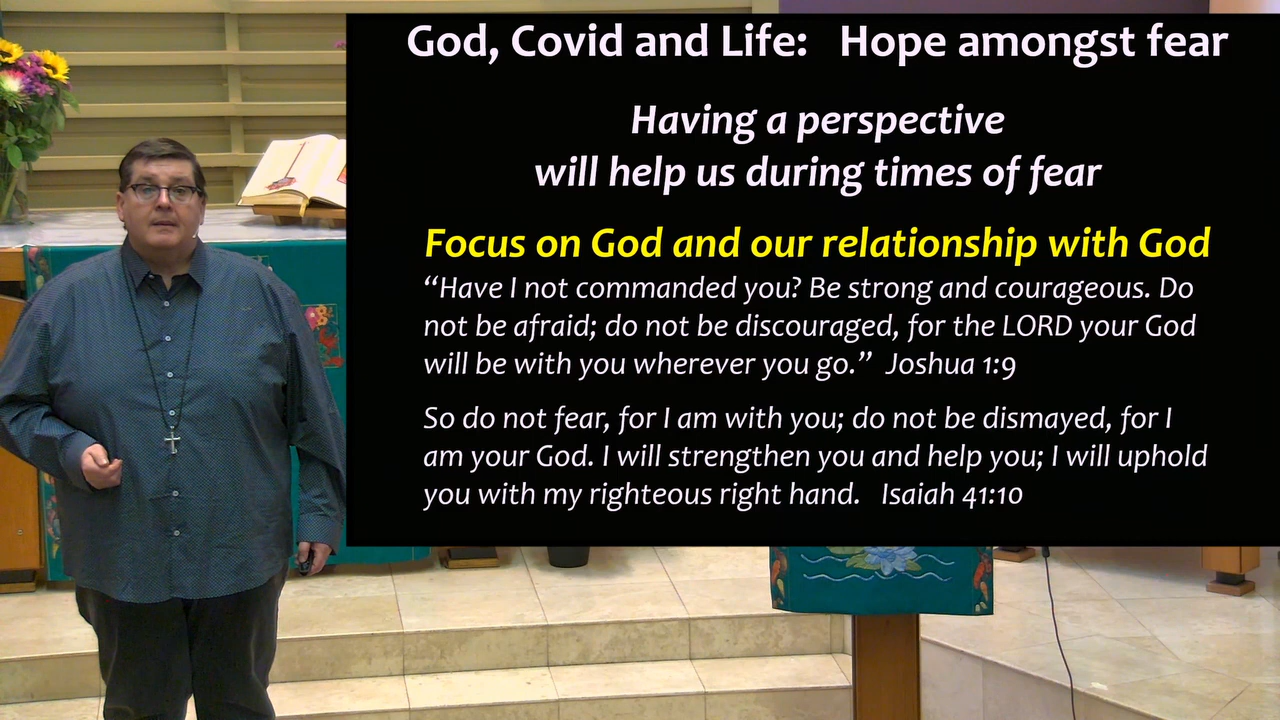 God, Covid and Life: Hope amongst fear
Having a perspective
will help us during times of fear
Focus on God and our relationship with God
“Have I not commanded you? Be strong and courageous. Do
not be afraid; do not be discouraged, for the LORD your God
will be with you wherever you go.” Joshua 1:9
So do not fear, for I am with you; do not be dismayed, for I
am your God. I will strengthen you and help you; I will uphold
you with my righteous right hand. Isaiah 41:10